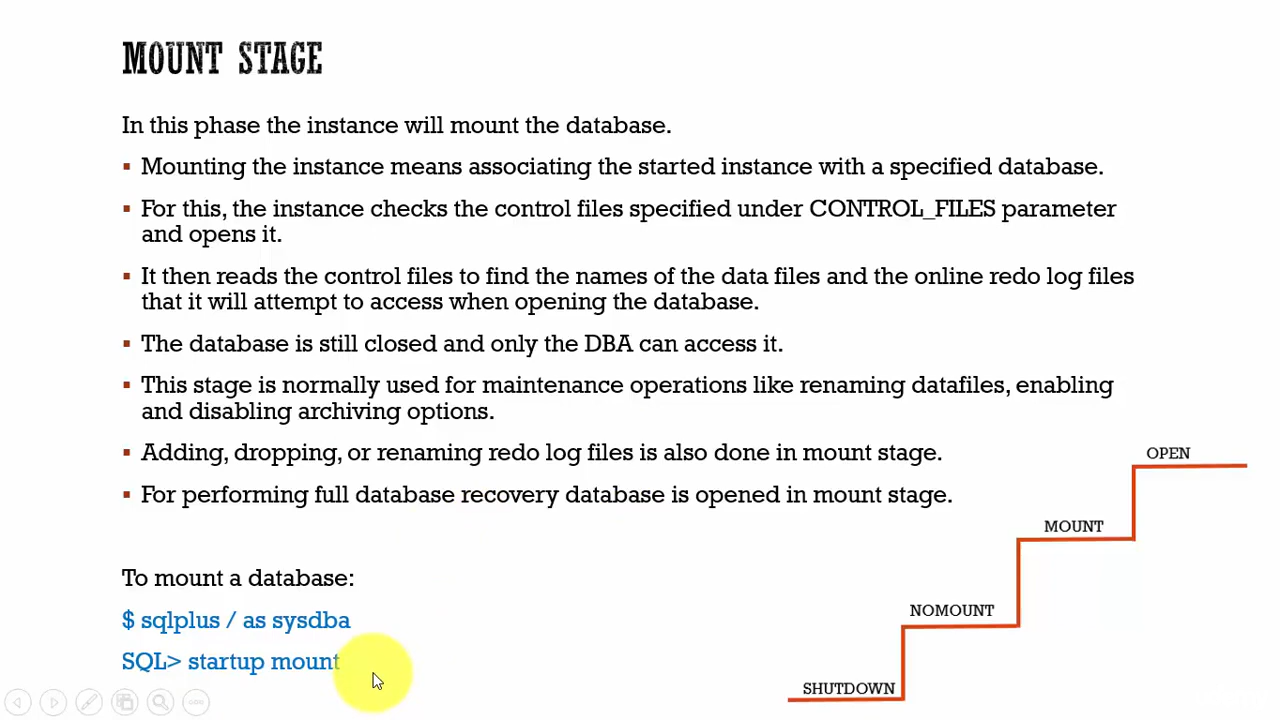 MOUNT STAGE
In this phase the instance will mount the database.
▪ Mounting the instance means associating the started instance with a specified database.
▪ For this, the instance checks the control files specified under CONTROL_FILES parameter
and opens it.
▪ It then reads the control files to find the names of the data files and the online redo log files
that it will attempt to access when opening the database.
▪ The database is still closed and only the DBA can access it.
▪ This stage is normally used for maintenance operations like renaming datafiles, enabling
and disabling archiving options.
▪ Adding, dropping, or renaming redo log files is also done in mount stage.
▪ For performing full database recovery database is opened in mount stage.
To mount a database:
$ sqlplus / as sysdba
SQL> startup mount
OPEN
MOUNT
NOMOUNT
SHUTDOWN